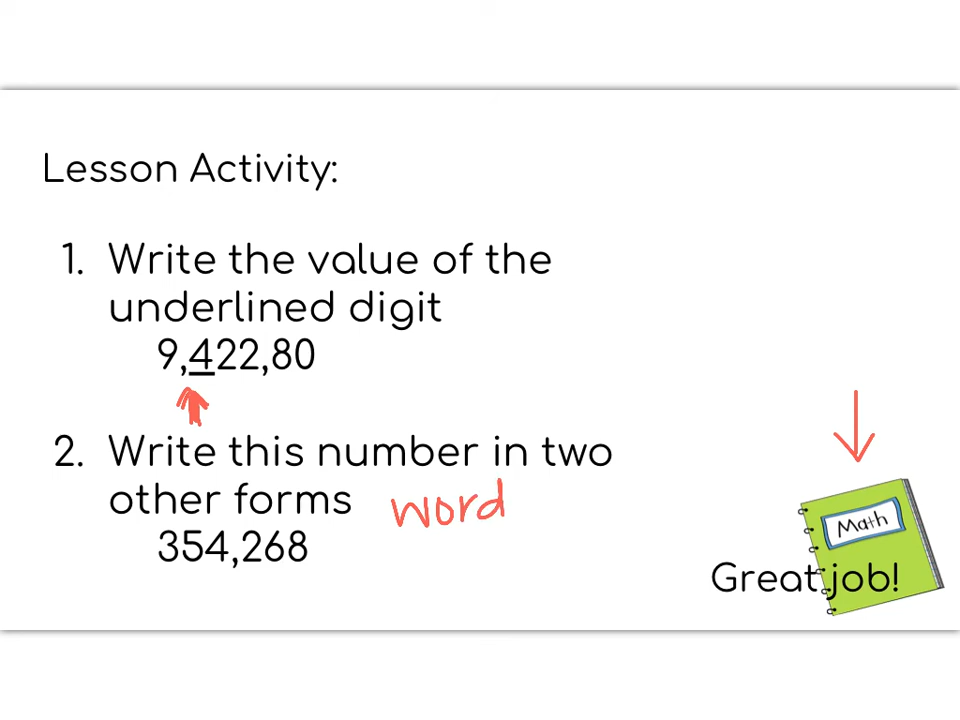 Lesson Activity:
1. Write the value of the
underlined digit
9,422,80
2. Write this number in two
other forms word
354,268
Math
Great job!